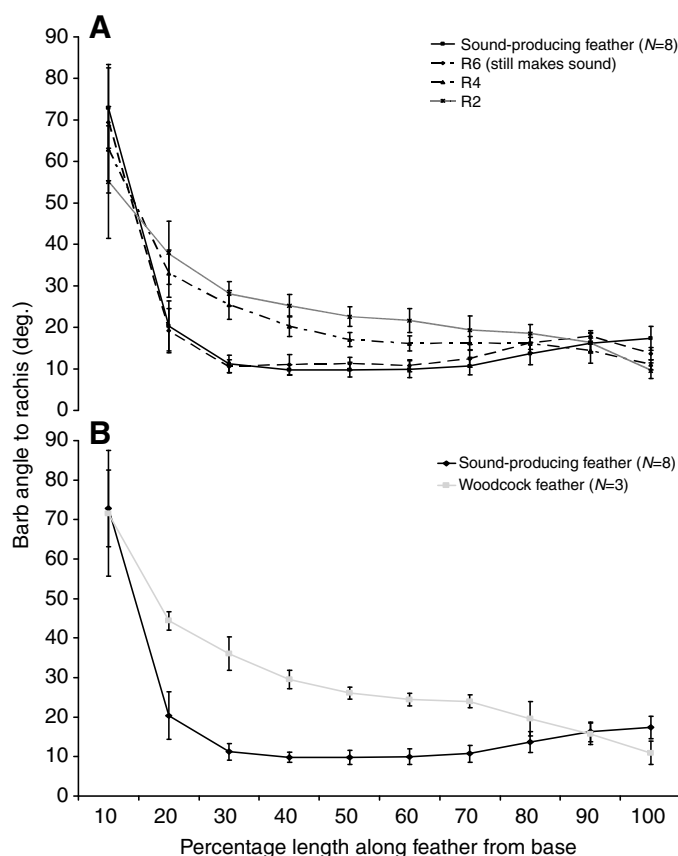 A
90
80
70
60
50
40
30
20
10
0
Sound-producing feather (N=8)
R6 (still makes sound)
R4
R2
Barb angle to rachis (deg.)
B
90
80
70
60
50
40
30
20
10
0
Sound-producing feather (N=8)
Woodcock feather (N=3)
10 20 30 40 50 60 70 80 90 100
Percentage length along feather from base